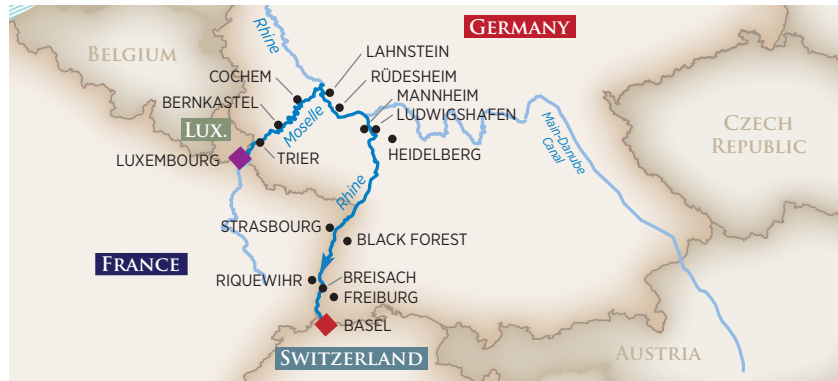 GERMANY
Rhine
BELGIUM
LAHNSTEIN
COCHEM
RÜDESHEIM
MANNHEIM
BERNKASTEL
LUDWIGSHAFEN
Moselle
LUX.
Main-Danube
Canal
CZECH
REPUBLIC
TRIER
HEIDELBERG
LUXEMBOURG
Rhine
STRASBOURG
BLACK FOREST
FRANCE
RIQUEWIHR
BREISACH
FREIBURG
BASEL
SWITZERLAND
AUSTRIA